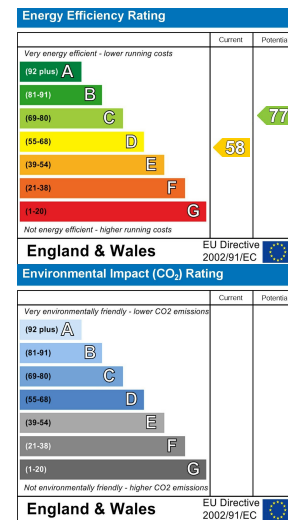 Energy Efficiency Rating
Current Potentia
Very energy efficient - lower running costs
(92 plus) A
(81-91) B
(69-80) C
77
(55-68) D
58
(39-54) E
(21-38) F
(1-20) G
Not energy efficient - higher running costs
England & Wales
EU Directive
2002/91/EC
Environmental Impact (CO₂) Rating
Current Potentia
Very environmentally friendly - lower CO2 emissions
(92 plus) A
(81-91) B
(69-80) C
(55-68) D
(39-54) E
(21-38) F
(1-20) G
Not environmentally friendly - higher CO2 emissions
England & Wales
EU Directive
2002/91/EC